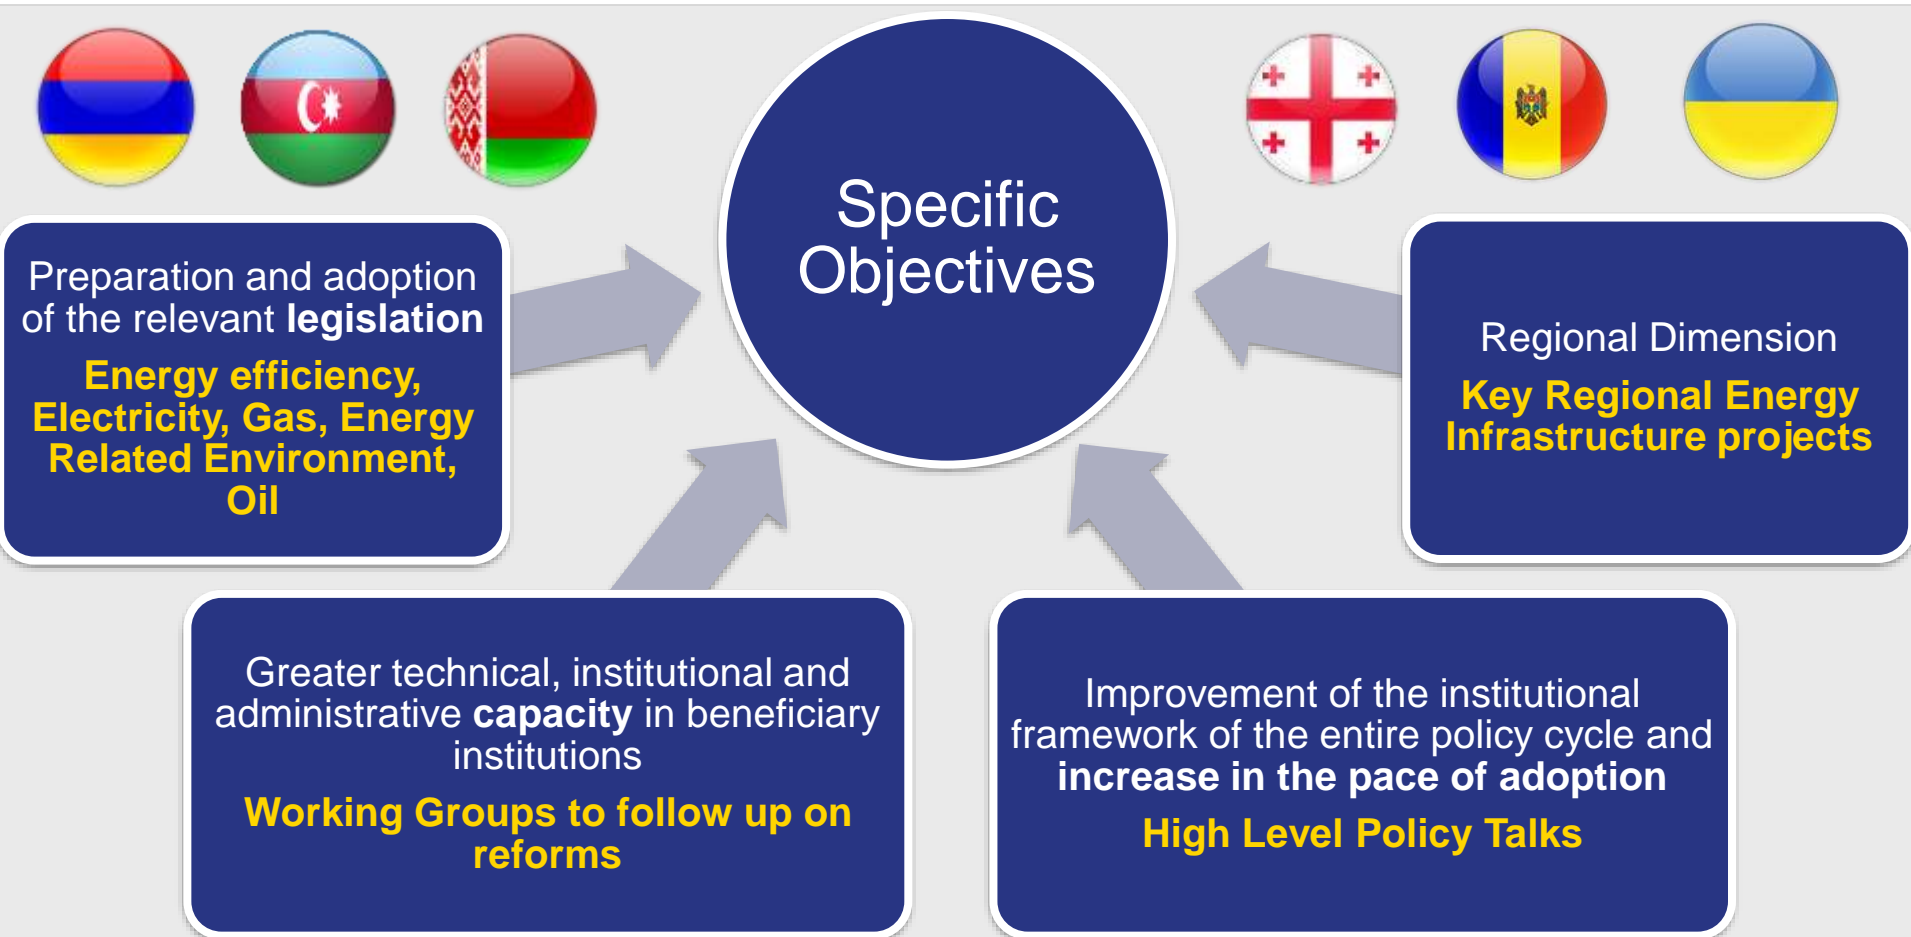 Specific
Objectives
Preparation and adoption
of the relevant legislation
Energy efficiency,
Electricity, Gas, Energy
Related Environment,
Oil
Regional Dimension
Key Regional Energy
Infrastructure projects
Greater technical, institutional and
administrative capacity in beneficiary
institutions
Working Groups to follow up on
reforms
Improvement of the institutional
framework of the entire policy cycle and
increase in the pace of adoption
High Level Policy Talks